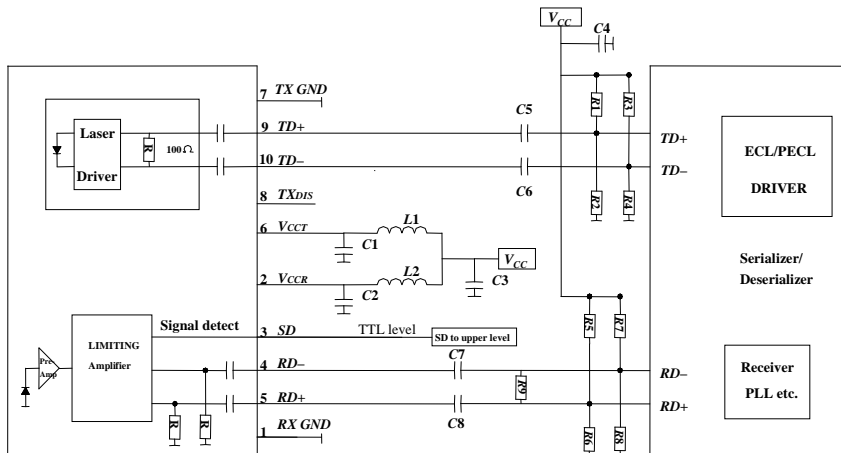 VCC
C4
7 TX GND
R1
R3
C5
Laser
Driver
R
100Ω
9 TD+
TD+
ECL/PECL
DRIVER
10 TD−
TD−
C6
8 TXDIS
R2
R4
6 VCCT
L1
C1
VCC
Serializer/
Deserializer
2 VCCR
L2
C2
C3
Signal detect
3 SD
TTL level
SD to upper level
R5
R7
LIMITING
Amplifier
Pre-
Amp
4 RD−
C7
R9
RD−
Receiver
PLL etc.
5 RD+
C8
RD+
R
R
1 RX GND
R6
R8